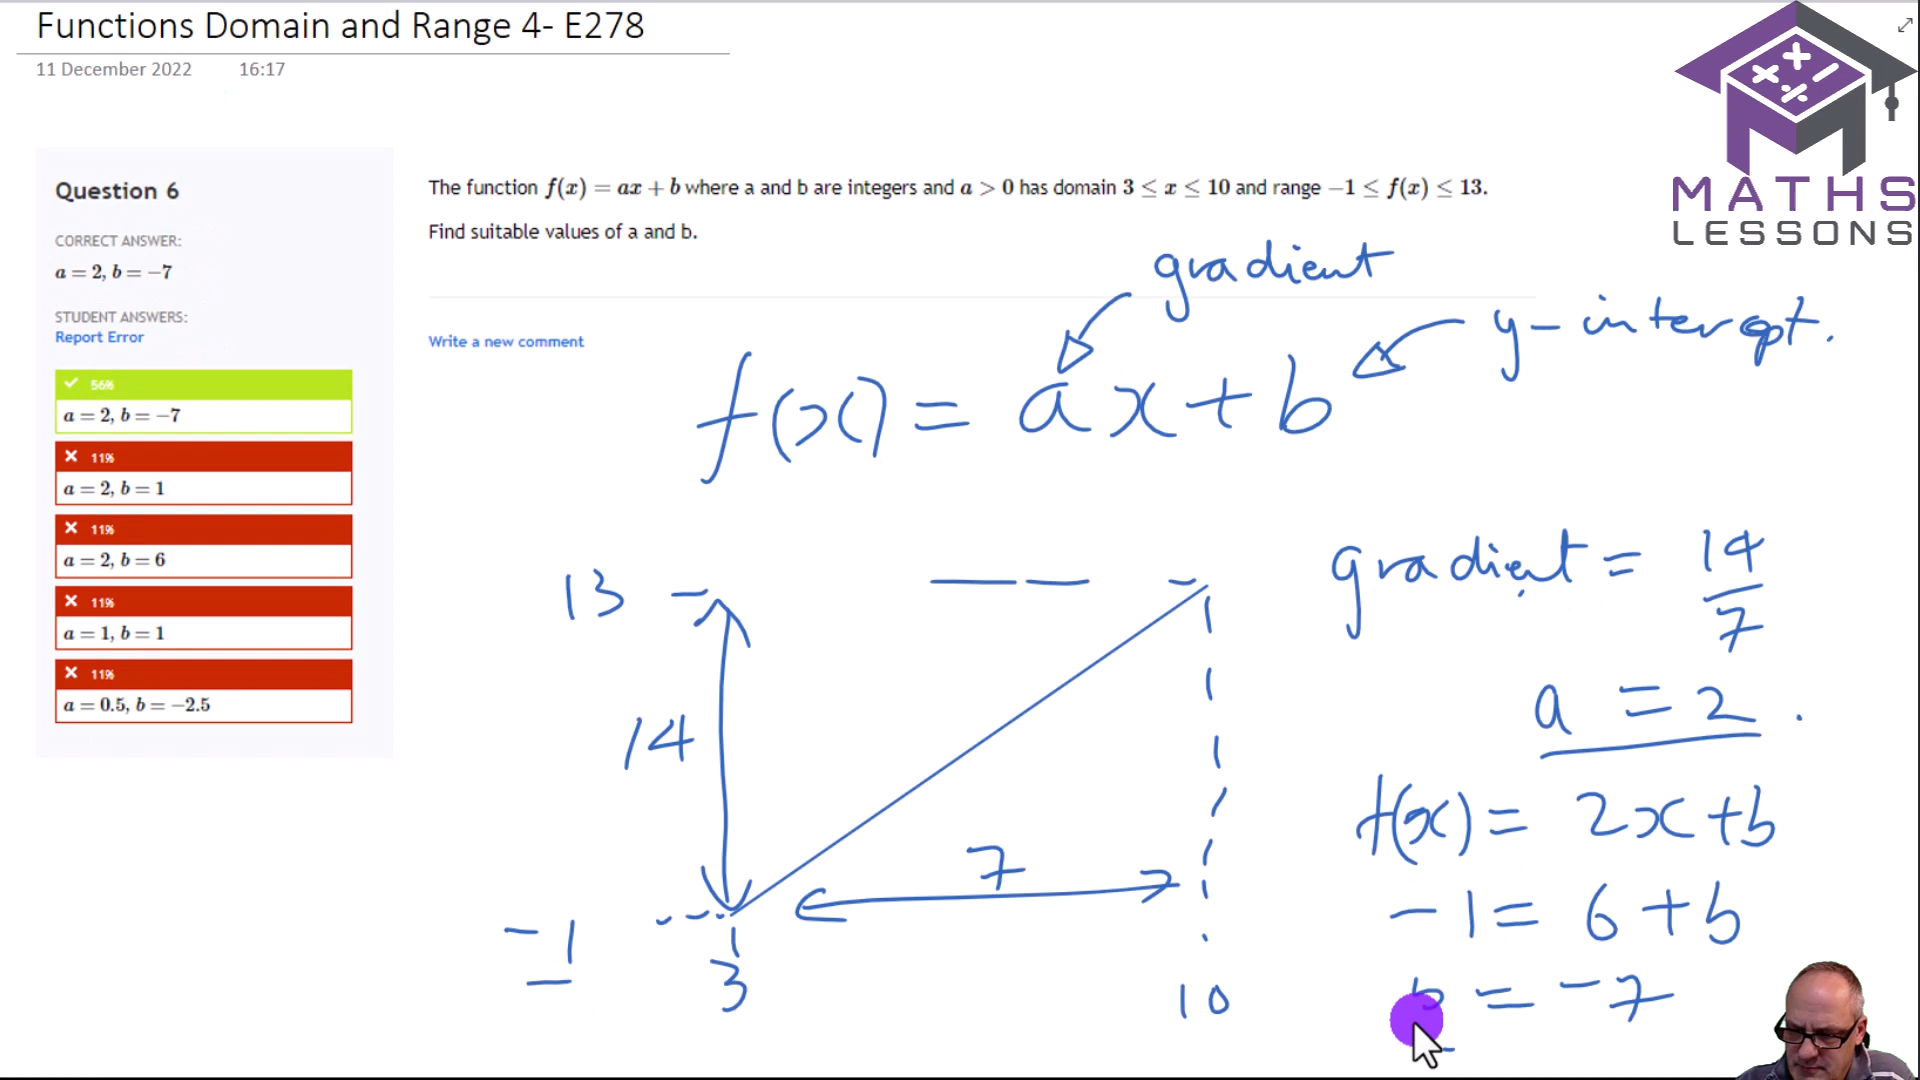 Functions Domain and Range 4- E278
11 December 2022 16:17
MATHS
LESSONS
Question 6
CORRECT ANSWER:
a = 2, b = −7
STUDENT ANSWERS:
Report Error
56%
a = 2, b = −7
11%
a = 2, b = 1
11%
a = 2, b = 6
11%
a = 1, b = 1
11%
a = 0.5, b = −2.5
The function f(x) = ax + b where a and b are integers and a > 0 has domain 3 ≤ x ≤ 10 and range −1 ≤ f(x) ≤ 13.
Find suitable values of a and b.
Write a new comment
gradient
y-intercept.
f(x) = ax + b
13
14
-1
3
7
10
gradient = 14/7
a = 2.
f(x) = 2x + b
-1 = 6 + b
b = -7